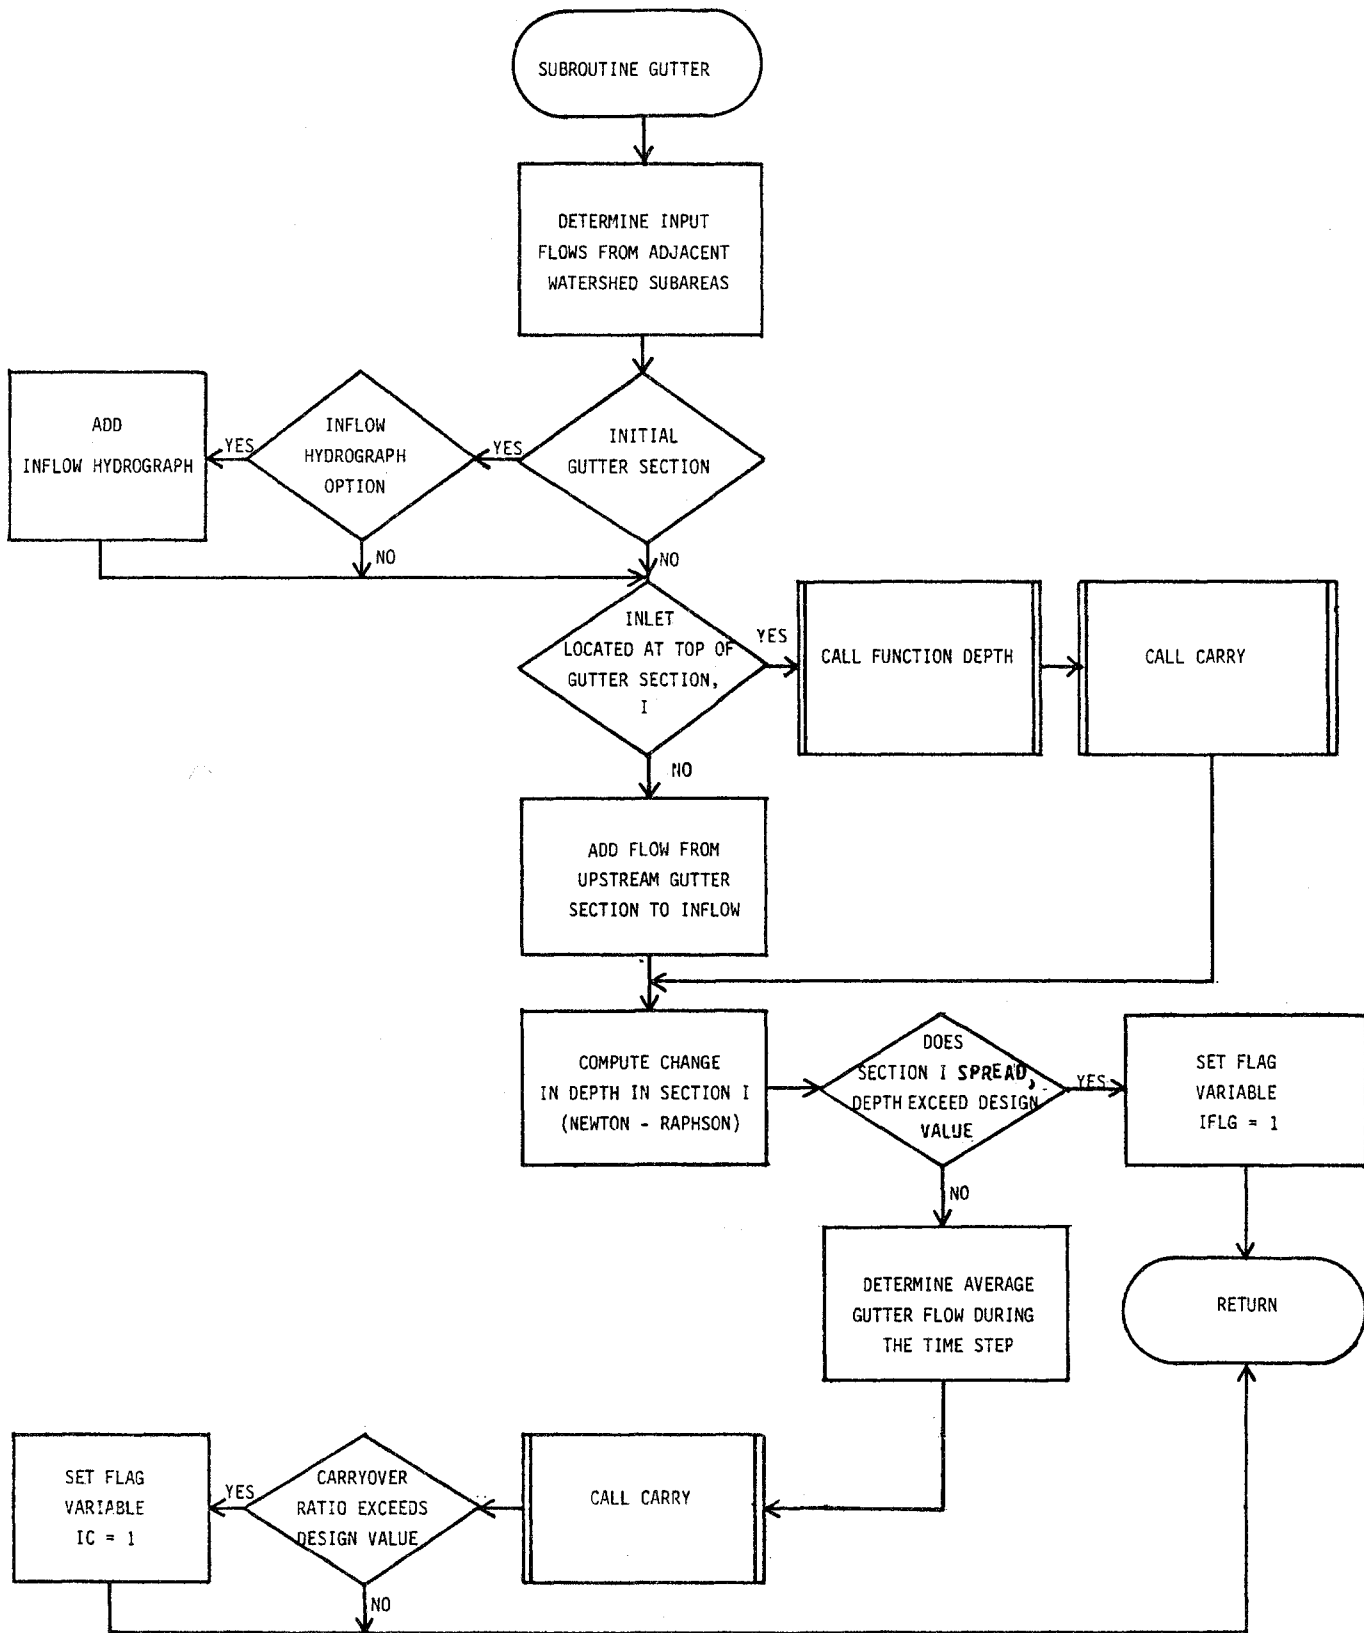 SUBROUTINE GUTTER
DETERMINE INPUT
FLOWS FROM ADJACENT
WATERSHED SUBAREAS
ADD
INFLOW HYDROGRAPH
YES
INFLOW
HYDROGRAPH
OPTION
YES
INITIAL
GUTTER SECTION
NO
NO
INLET
LOCATED AT TOP OF
GUTTER SECTION,
I
YES
CALL FUNCTION DEPTH
CALL CARRY
NO
ADD FLOW FROM
UPSTREAM GUTTER
SECTION TO INFLOW
COMPUTE CHANGE
IN DEPTH IN SECTION I
(NEWTON - RAPHSON)
DOES
SECTION I SPREAD,
DEPTH EXCEED DESIGN
VALUE
YES
SET FLAG
VARIABLE
IFLG = 1
NO
DETERMINE AVERAGE
GUTTER FLOW DURING
THE TIME STEP
RETURN
SET FLAG
VARIABLE
IC = 1
YES
CARRYOVER
RATIO EXCEEDS
DESIGN VALUE
CALL CARRY
NO